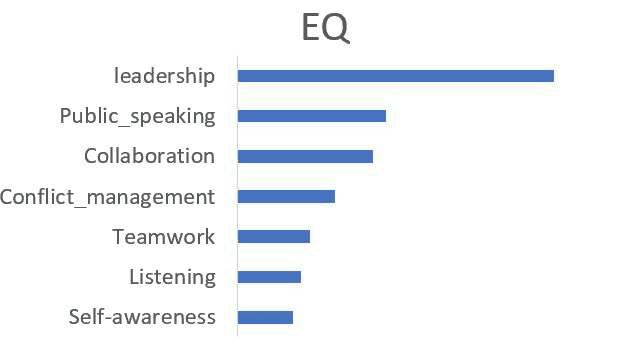 EQ
leadership
Public_speaking
Collaboration
Conflict_management
Teamwork
Listening
Self-awareness